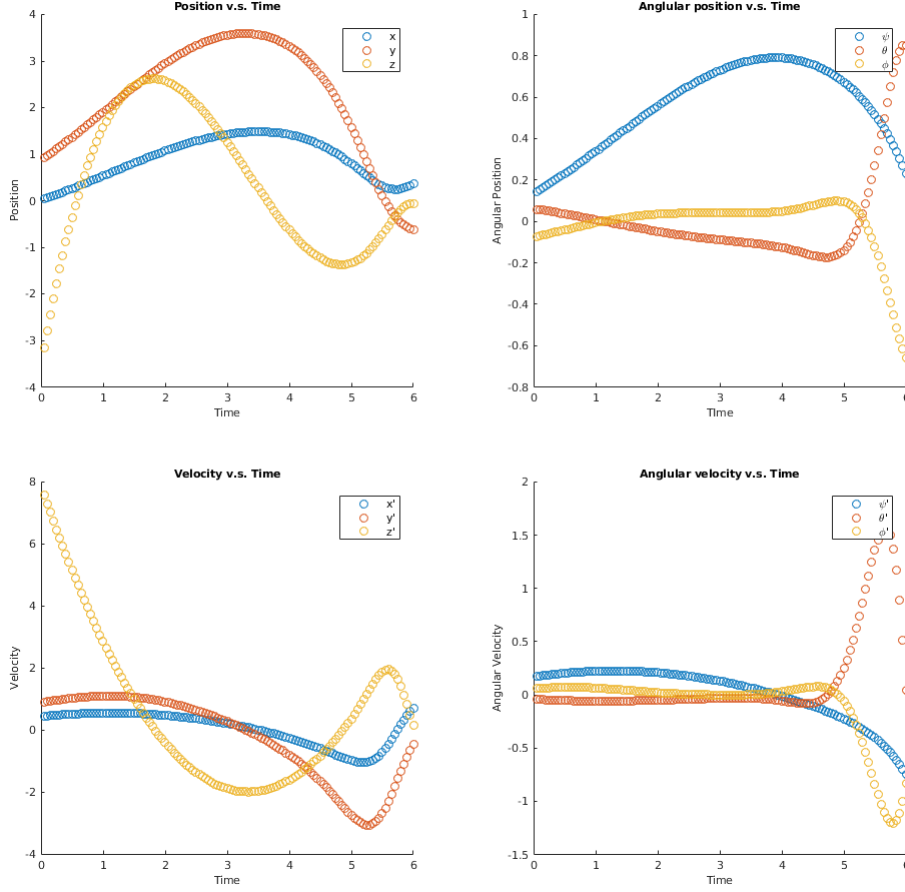 Position v.s. Time
4
3
2
1
0
-1
-2
-3
-4
Position
x
y
z
0 1 2 3 4 5 6
Time
Anglular position v.s. Time
1
0.8
0.6
0.4
0.2
0
-0.2
-0.4
-0.6
-0.8
Angular Position
ψ
θ
ϕ
0 1 2 3 4 5 6
TIme
Velocity v.s. Time
8
6
4
2
0
-2
-4
Velocity
x'
y'
z'
0 1 2 3 4 5 6
Time
Anglular velocity v.s. Time
2
1.5
1
0.5
0
-0.5
-1
-1.5
Angular Velocity
ψ'
θ'
ϕ'
0 1 2 3 4 5 6
Time